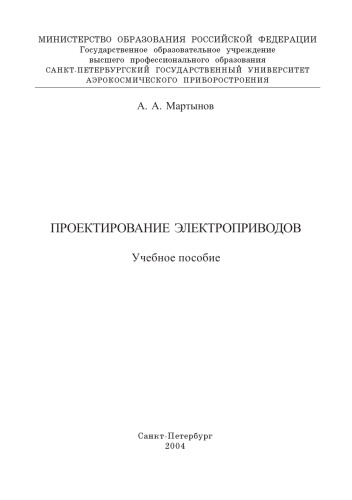 МИНИСТЕРСТВО ОБРАЗОВАНИЯ РОССИЙСКОЙ ФЕДЕРАЦИИ
Государственное образовательное учреждение
высшего профессионального образования
САНКТ-ПЕТЕРБУРГСКИЙ ГОСУДАРСТВЕННЫЙ УНИВЕРСИТЕТ
АЭРОКОСМИЧЕСКОГО ПРИБОРОСТРОЕНИЯ
А. А. Мартынов
ПРОЕКТИРОВАНИЕ ЭЛЕКТРОПРИВОДОВ
Учебное пособие
Санкт-Петербург
2004